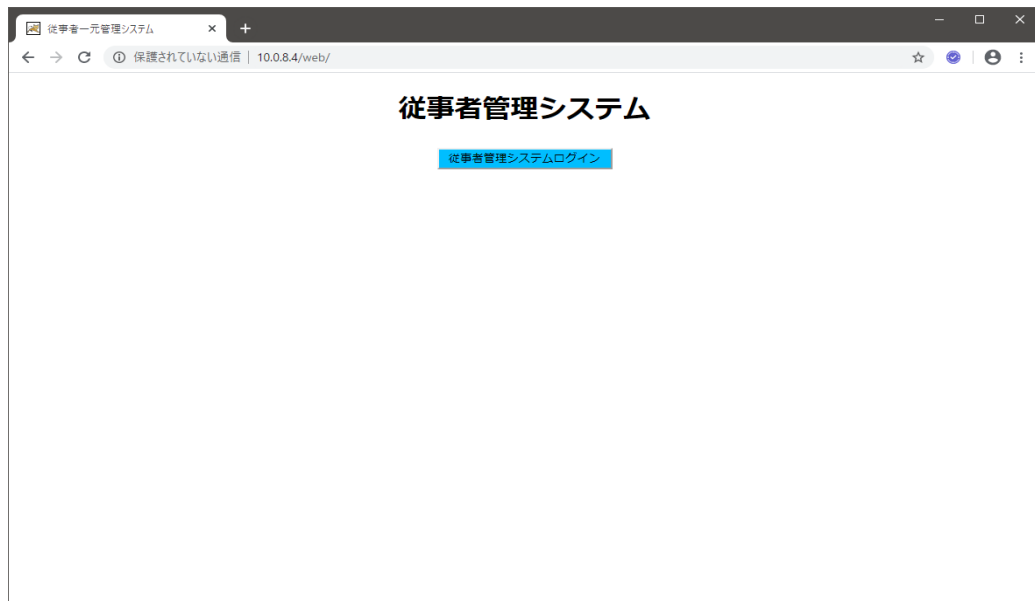 従事者一元管理システム
保護されていない通信 | 10.0.8.4/web/
従事者管理システム
従事者管理システムログイン